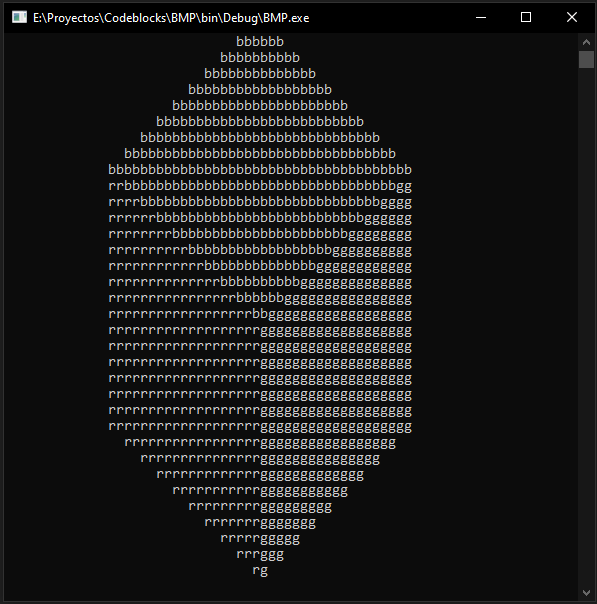 E:\Proyectos\Codeblocks\BMP\bin\Debug\BMP.exe
bbbbbb
bbbbbbbbbb
bbbbbbbbbbbbbb
bbbbbbbbbbbbbbbbbb
bbbbbbbbbbbbbbbbbbbbbb
bbbbbbbbbbbbbbbbbbbbbbbbbb
bbbbbbbbbbbbbbbbbbbbbbbbbbbbbb
bbbbbbbbbbbbbbbbbbbbbbbbbbbbbbbbbb
bbbbbbbbbbbbbbbbbbbbbbbbbbbbbbbbbbbbbb
rrbbbbbbbbbbbbbbbbbbbbbbbbbbbbbbbbbbgg
rrrrbbbbbbbbbbbbbbbbbbbbbbbbbbbbbbgggg
rrrrrrbbbbbbbbbbbbbbbbbbbbbbbbbbgggggg
rrrrrrrrbbbbbbbbbbbbbbbbbbbbbbgggggggg
rrrrrrrrrrbbbbbbbbbbbbbbbbbbgggggggggg
rrrrrrrrrrrrbbbbbbbbbbbbbbgggggggggggg
rrrrrrrrrrrrrrbbbbbbbbbbgggggggggggggg
rrrrrrrrrrrrrrrrbbbbbbgggggggggggggggg
rrrrrrrrrrrrrrrrrrbbgggggggggggggggggg
rrrrrrrrrrrrrrrrrrrggggggggggggggggggg
rrrrrrrrrrrrrrrrrrrggggggggggggggggggg
rrrrrrrrrrrrrrrrrrrggggggggggggggggggg
rrrrrrrrrrrrrrrrrrrggggggggggggggggggg
rrrrrrrrrrrrrrrrrrrggggggggggggggggggg
rrrrrrrrrrrrrrrrrrrggggggggggggggggggg
rrrrrrrrrrrrrrrrrrrggggggggggggggggggg
rrrrrrrrrrrrrrrrrggggggggggggggggg
rrrrrrrrrrrrrrrggggggggggggggg
rrrrrrrrrrrrrggggggggggggg
rrrrrrrrrrrggggggggggg
rrrrrrrrrggggggggg
rrrrrrrggggggg
rrrrrggggg
rrrggg
rg